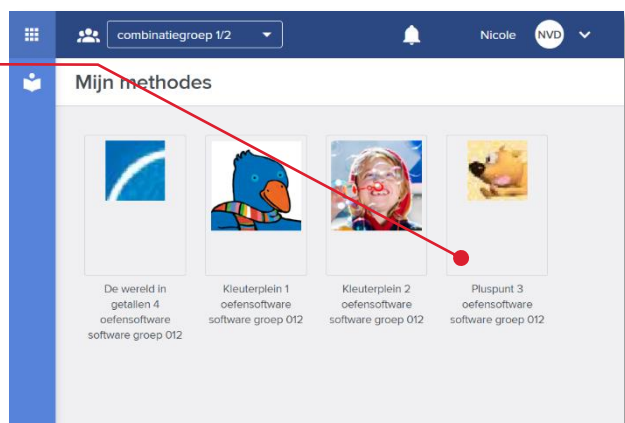 combinatiegroep 1/2
Nicole
NVD
Mijn methodes
De wereld in
getallen 4
oefensoftware
software groep 012
Kleuterplein 1
oefensoftware
software groep 012
Kleuterplein 2
oefensoftware
software groep 012
Pluspunt 3
oefensoftware
software groep 012